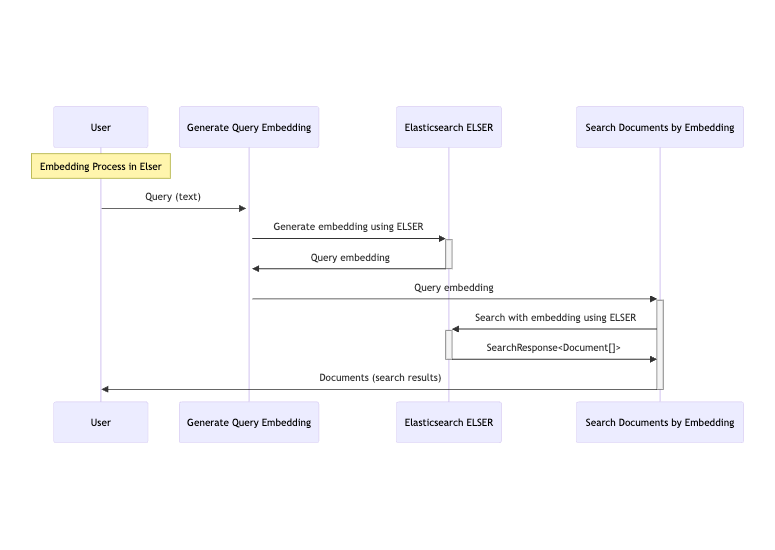 User
Generate Query Embedding
Elasticsearch ELSER
Search Documents by Embedding
Embedding Process in Elser
Query (text)
Generate embedding using ELSER
Query embedding
Query embedding
Search with embedding using ELSER
SearchResponse<Document[]>
Documents (search results)
User
Generate Query Embedding
Elasticsearch ELSER
Search Documents by Embedding